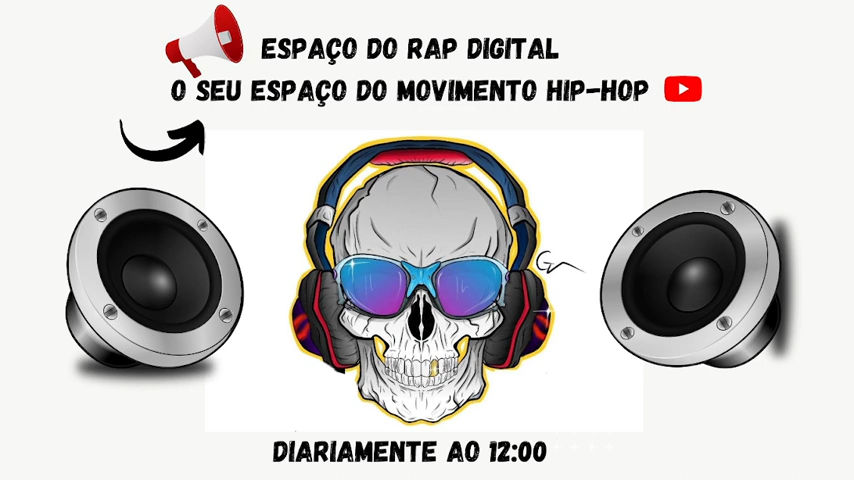 ESPAÇO DO RAP DIGITAL
O SEU ESPAÇO DO MOVIMENTO HIP-HOP
DIARIAMENTE AO 12:00